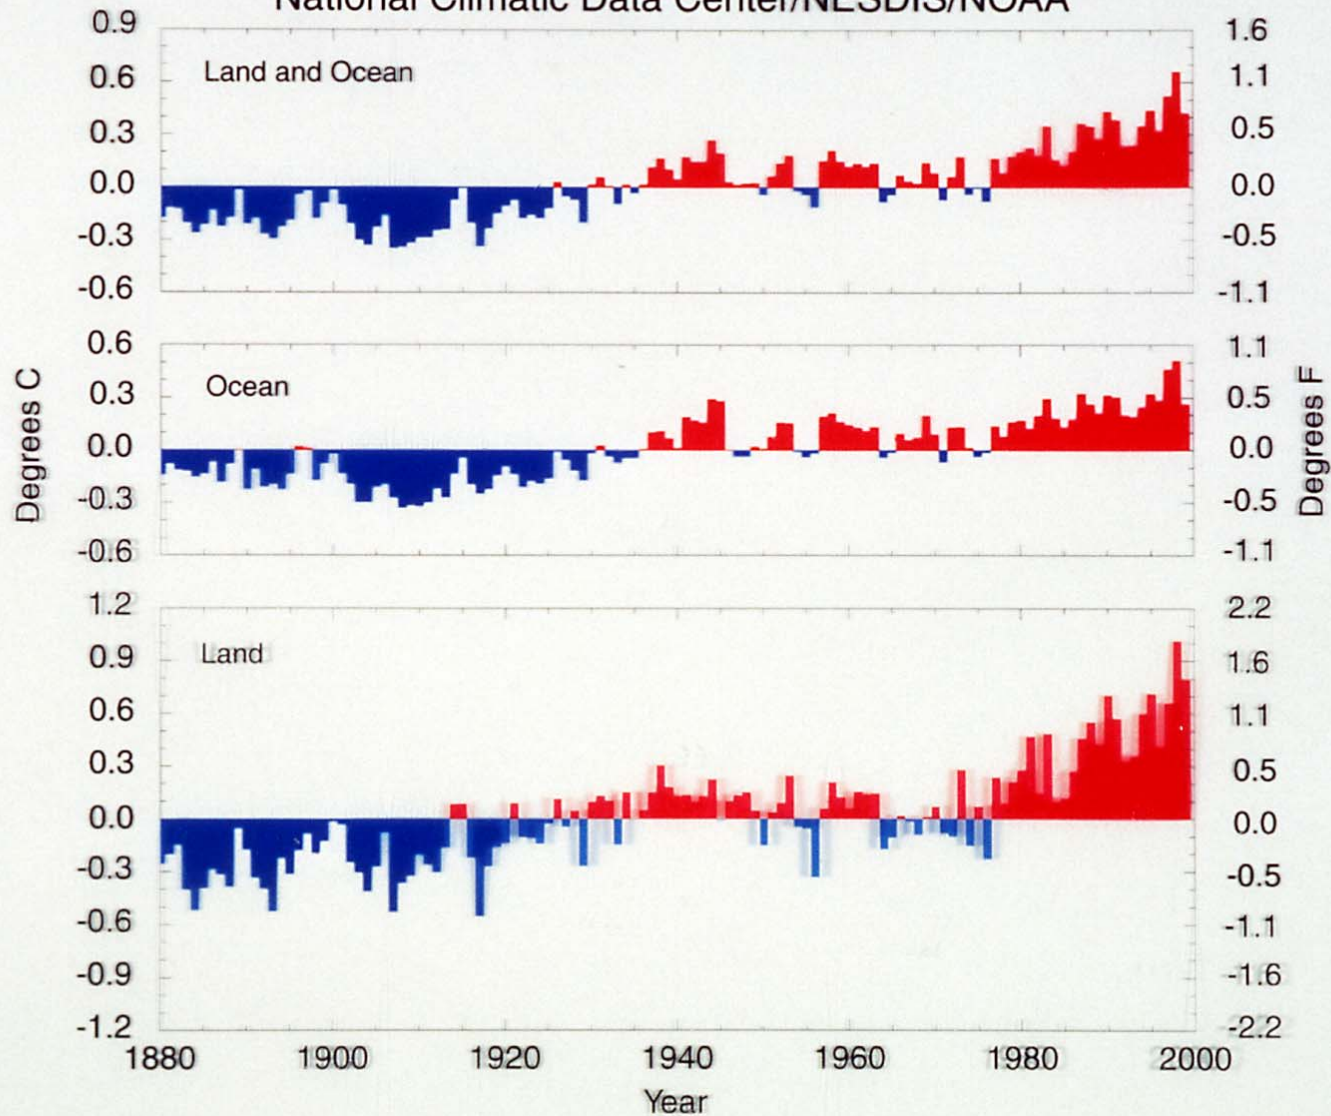 National Climatic Data Center/NESDIS/NOAA
0.9 1.6
Land and Ocean
0.6 1.1
0.3 0.5
0.0 0.0
-0.3 -0.5
-0.6 -1.1
0.6 1.1
Ocean
0.3 0.5
0.0 0.0
-0.3 -0.5
-0.6 -1.1
Degrees C
Degrees F
1.2 2.2
Land
0.9 1.6
0.6 1.1
0.3 0.5
0.0 0.0
-0.3 -0.5
-0.6 -1.1
-0.9 -1.6
-1.2 -2.2
1880 1900 1920 1940 1960 1980 2000
Year